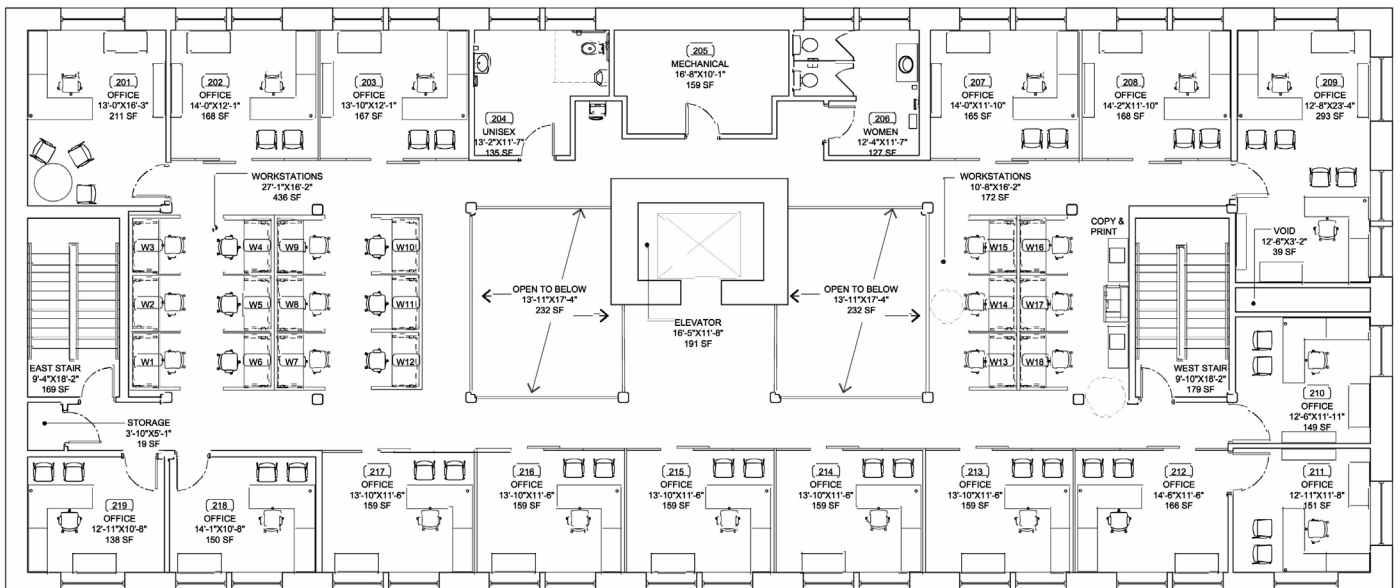 201
OFFICE
13'-0"X16'-3"
211 SF
202
OFFICE
14'-0"X12'-1"
168 SF
203
OFFICE
13'-10"X12'-1"
167 SF
204
UNISEX
13'-2"X11'-7"
135 SF
205
MECHANICAL
16'-8"X10'-1"
159 SF
206
WOMEN
12'-4"X11'-7"
127 SF
207
OFFICE
14'-0"X11'-10"
165 SF
208
OFFICE
14'-2"X11'-10"
168 SF
209
OFFICE
12'-8"X23'-4"
293 SF
WORKSTATIONS
27'-1"X16'-2"
436 SF
WORKSTATIONS
10'-8"X16'-2"
172 SF
COPY &
PRINT
VOID
12'-6"X3'-2"
39 SF
W3
W4
W9
W10
W15
W16
W2
W5
W8
W11
W14
W17
W1
W6
W7
W12
W13
W18
OPEN TO BELOW
13'-11"X17'-4"
232 SF
ELEVATOR
16'-5"X11'-8"
191 SF
OPEN TO BELOW
13'-11"X17'-4"
232 SF
EAST STAIR
9'-4"X18'-2"
169 SF
WEST STAIR
9'-10"X18'-2"
179 SF
210
OFFICE
12'-6"X11'-11"
149 SF
STORAGE
3'-10"X5'-1"
19 SF
219
OFFICE
12'-11"X10'-8"
138 SF
218
OFFICE
14'-1"X10'-8"
150 SF
217
OFFICE
13'-10"X11'-6"
159 SF
216
OFFICE
13'-10"X11'-6"
159 SF
215
OFFICE
13'-10"X11'-6"
159 SF
214
OFFICE
13'-10"X11'-6"
159 SF
213
OFFICE
13'-10"X11'-6"
159 SF
212
OFFICE
14'-6"X11'-6"
166 SF
211
OFFICE
12'-11"X11'-8"
151 SF